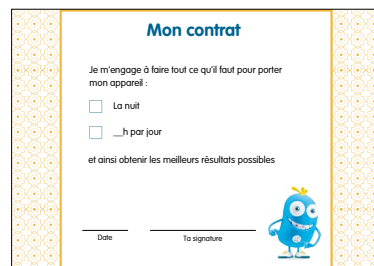 Mon contrat
Je m'engage à faire tout ce qu'il faut pour porter
mon appareil :
La nuit
__h par jour
et ainsi obtenir les meilleurs résultats possibles
Date
Ta signature